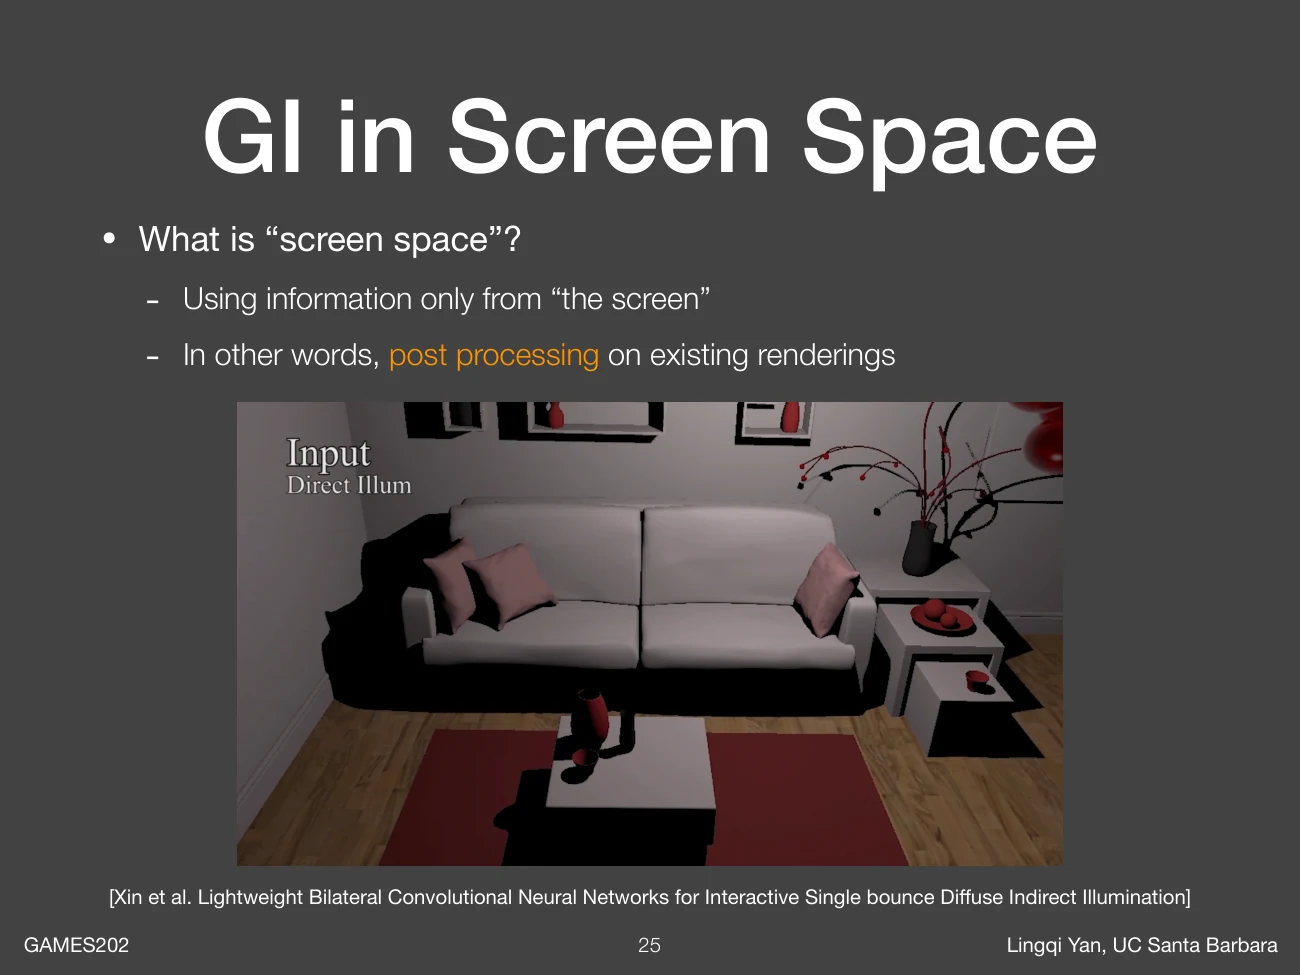 GI in Screen Space
• What is “screen space”?
- Using information only from “the screen”
- In other words, post processing on existing renderings
Input
Direct Illum
[Xin et al. Lightweight Bilateral Convolutional Neural Networks for Interactive Single bounce Diffuse Indirect Illumination]
GAMES202
25
Lingqi Yan, UC Santa Barbara